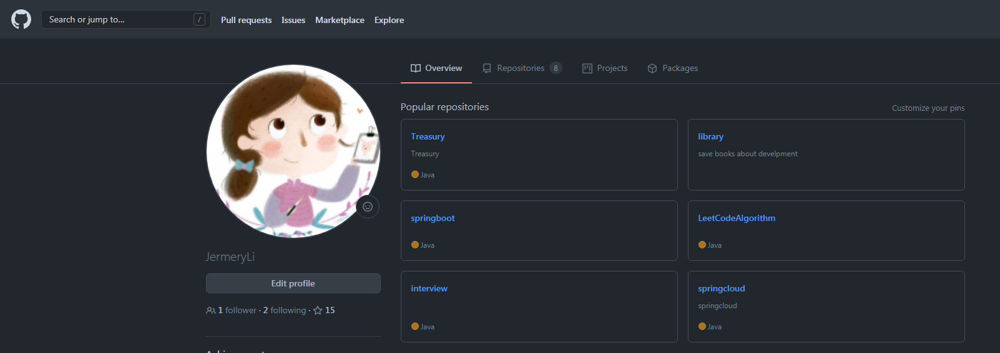 Search or jump to... /
Pull requests Issues Marketplace Explore
Overview Repositories 8 Projects Packages
JermeryLi
Edit profile
1 follower · 2 following · 15
Popular repositories Customize your pins
Treasury
Treasury
Java
library
save books about develpment
springboot
Java
LeetCodeAlgorithm
Java
interview
Java
springcloud
springcloud
Java